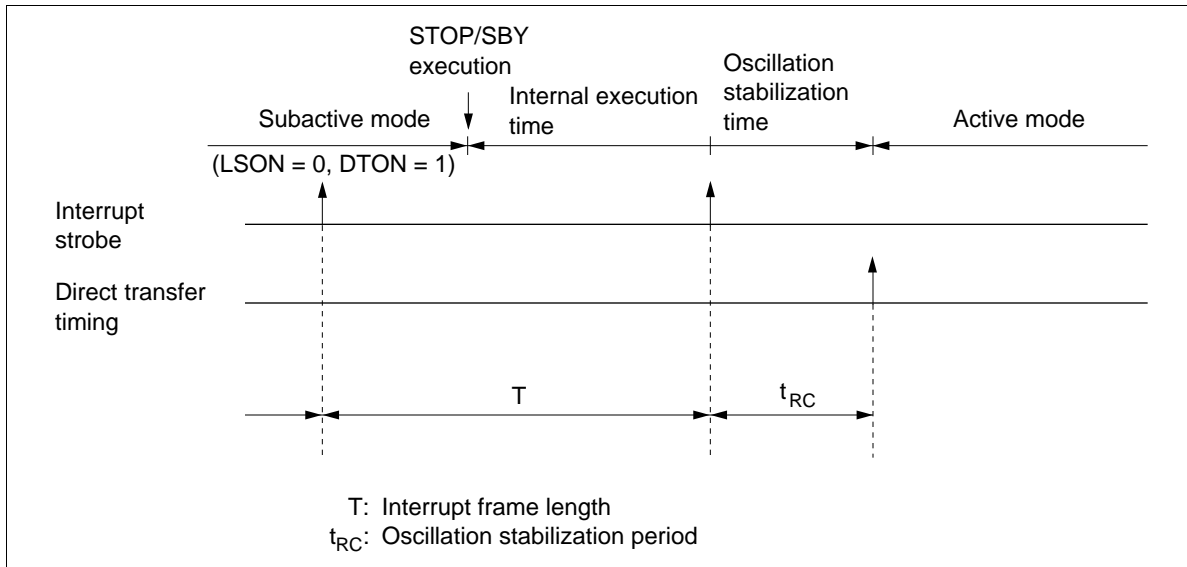 STOP/SBY
execution
Internal execution
time
Oscillation
stabilization
time
Subactive mode
Active mode
(LSON = 0, DTON = 1)
Interrupt
strobe
Direct transfer
timing
T
tRC
T: Interrupt frame length
tRC: Oscillation stabilization period